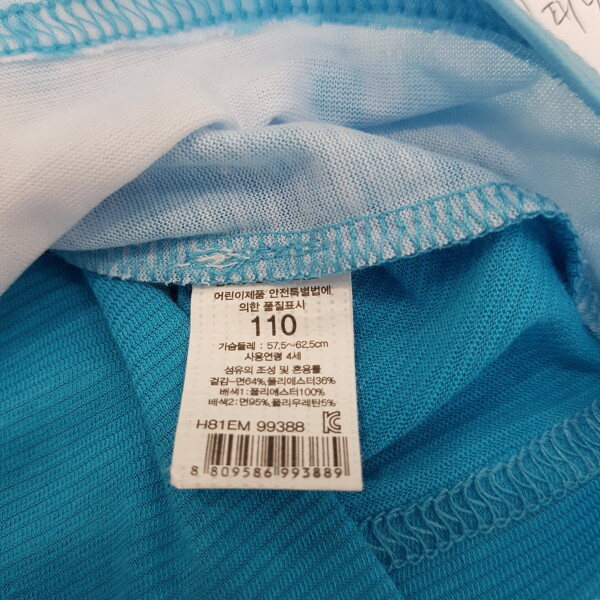 어린이제품 안전특별법에
의한 품질표시
110
가슴둘레 : 57.5~62.5cm
사용연령 4세
섬유의 조성 및 혼용률
겉감-면64%,폴리에스터36%
배색1:폴리에스터100%
배색2:면95%,폴리우레탄5%
H81EM 99388
8 809586 993889